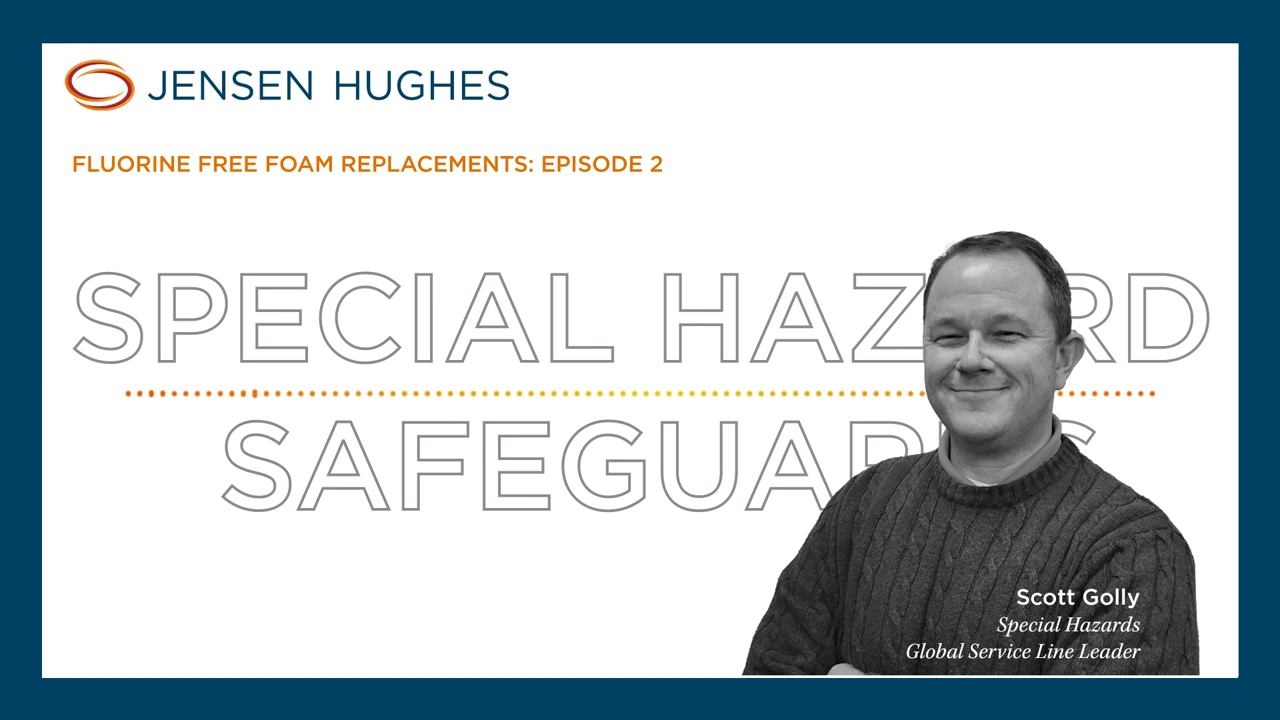 JENSEN HUGHES
FLUORINE FREE FOAM REPLACEMENTS: EPISODE 2
SPECIAL HAZARD
SAFEGUARDS
Scott Golly
Special Hazards
Global Service Line Leader